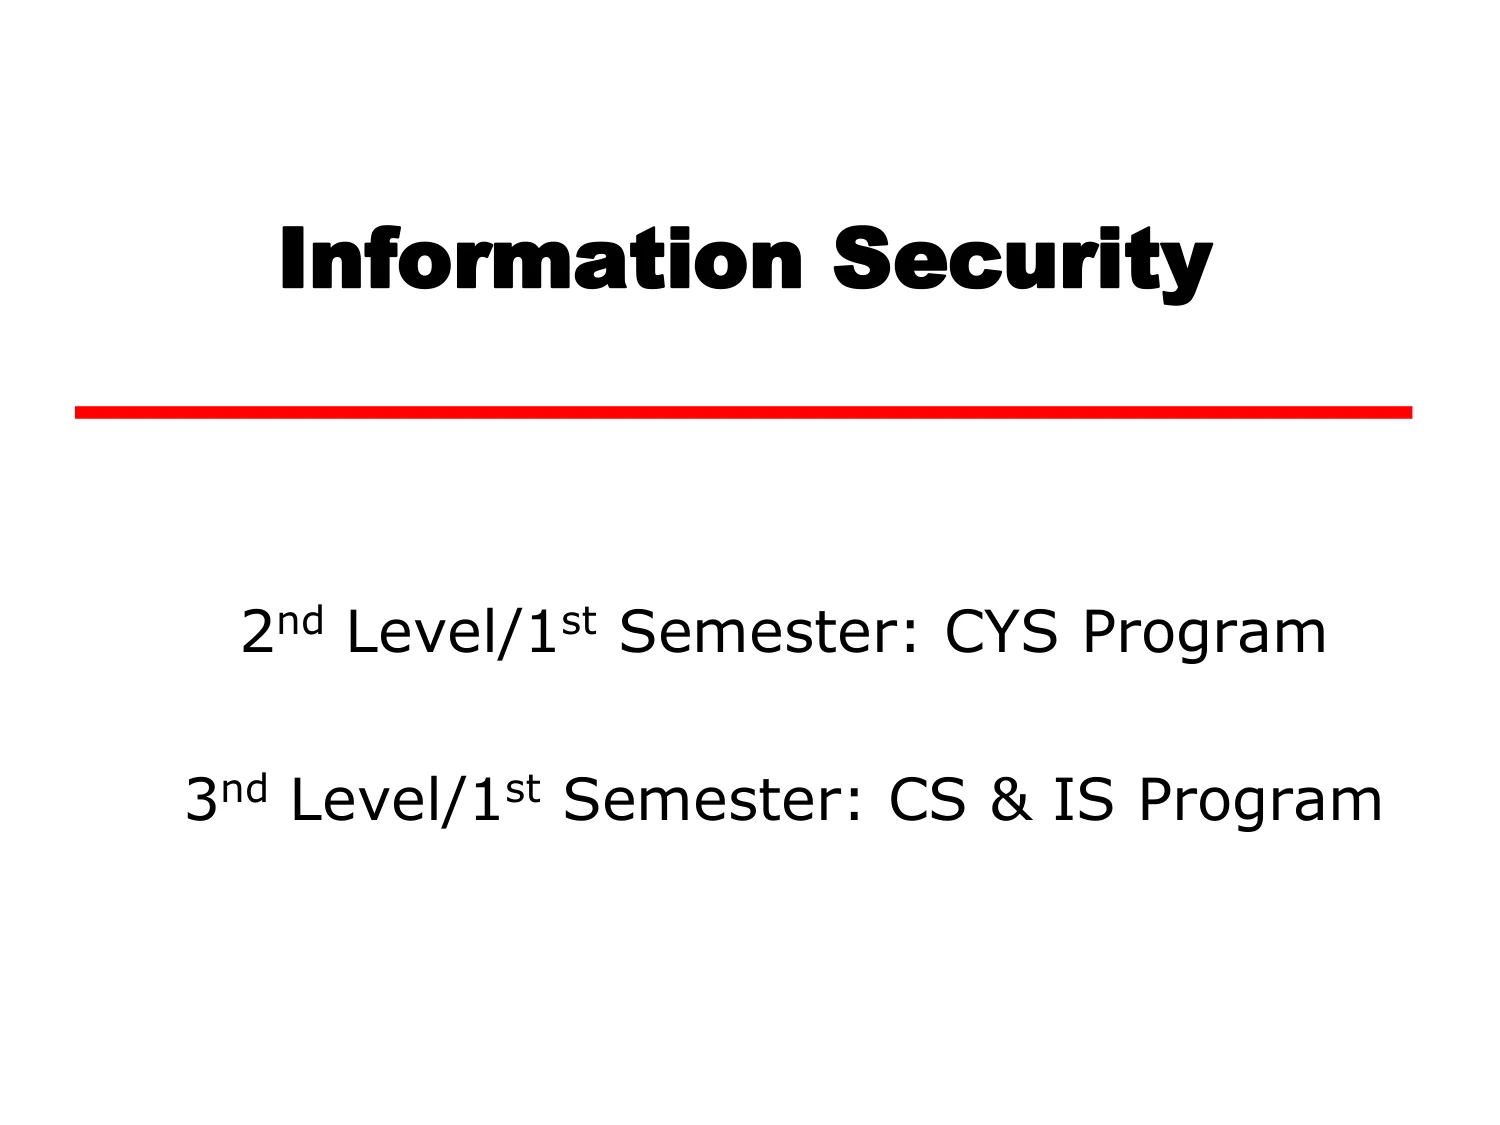 Information Security
2nd Level/1st Semester: CYS Program
3nd Level/1st Semester: CS & IS Program